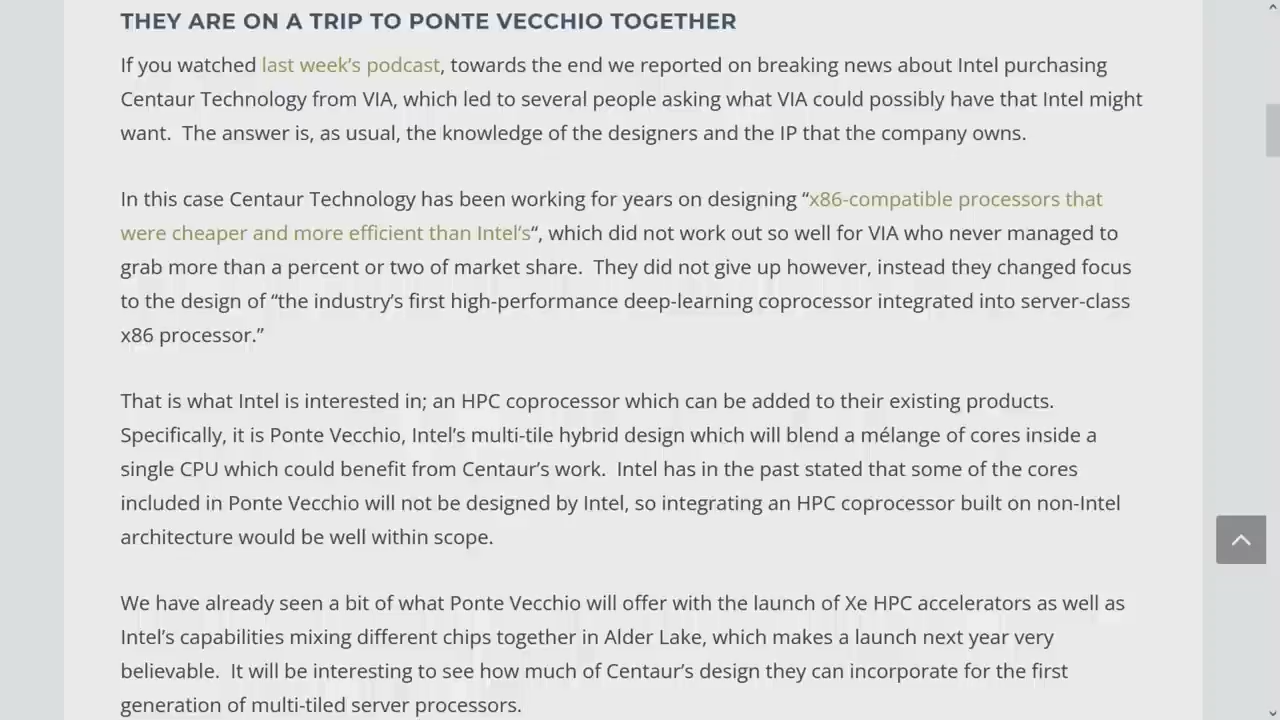 THEY ARE ON A TRIP TO PONTE VECCHIO TOGETHER
If you watched last week’s podcast, towards the end we reported on breaking news about Intel purchasing
Centaur Technology from VIA, which led to several people asking what VIA could possibly have that Intel might
want.  The answer is, as usual, the knowledge of the designers and the IP that the company owns.
In this case Centaur Technology has been working for years on designing “x86-compatible processors that
were cheaper and more efficient than Intel’s“, which did not work out so well for VIA who never managed to
grab more than a percent or two of market share.  They did not give up however, instead they changed focus
to the design of “the industry’s first high-performance deep-learning coprocessor integrated into server-class
x86 processor.”
That is what Intel is interested in; an HPC coprocessor which can be added to their existing products.
Specifically, it is Ponte Vecchio, Intel’s multi-tile hybrid design which will blend a mélange of cores inside a
single CPU which could benefit from Centaur’s work.  Intel has in the past stated that some of the cores
included in Ponte Vecchio will not be designed by Intel, so integrating an HPC coprocessor built on non-Intel
architecture would be well within scope.
We have already seen a bit of what Ponte Vecchio will offer with the launch of Xe HPC accelerators as well as
Intel’s capabilities mixing different chips together in Alder Lake, which makes a launch next year very
believable.  It will be interesting to see how much of Centaur’s design they can incorporate for the first
generation of multi-tiled server processors.